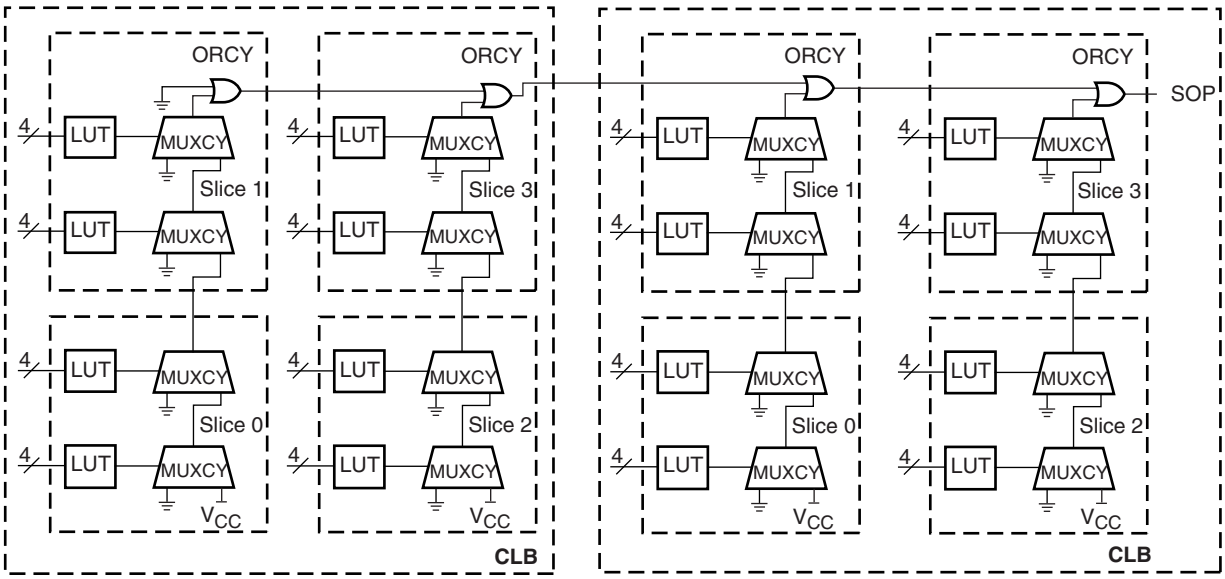 ORCY ORCY ORCY ORCY
SOP
4 LUT MUXCY 4 LUT MUXCY 4 LUT MUXCY 4 LUT MUXCY
Slice 1 Slice 3 Slice 1 Slice 3
4 LUT MUXCY 4 LUT MUXCY 4 LUT MUXCY 4 LUT MUXCY
4 LUT MUXCY 4 LUT MUXCY 4 LUT MUXCY 4 LUT MUXCY
Slice 0 Slice 2 Slice 0 Slice 2
4 LUT MUXCY 4 LUT MUXCY 4 LUT MUXCY 4 LUT MUXCY
VCC VCC VCC VCC
CLB CLB